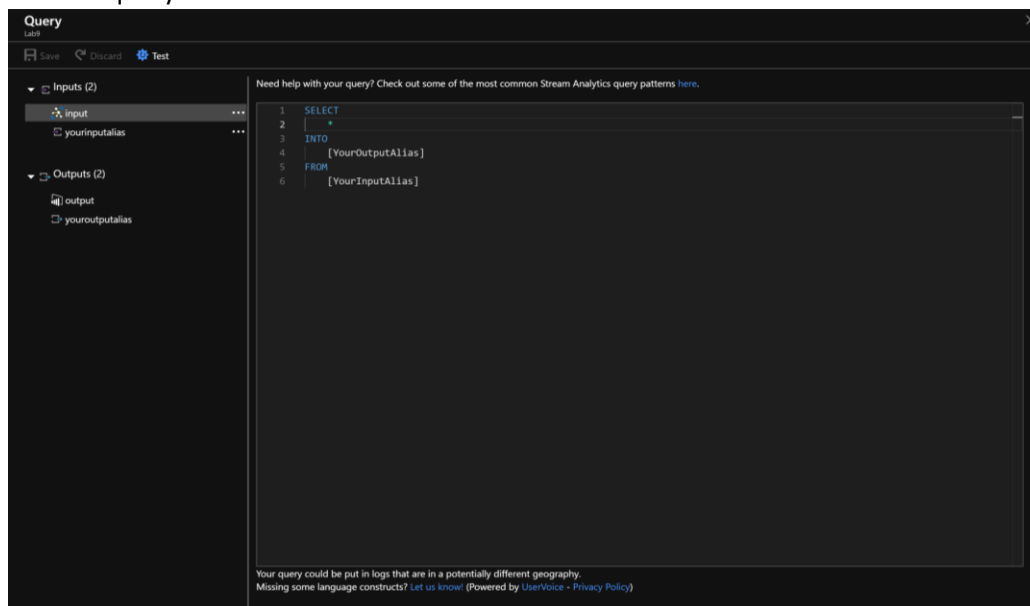 Query
Lab9
Save Discard Test
Inputs (2)
input ...
yourinputalias ...
Outputs (2)
output
youroutputalias
Need help with your query? Check out some of the most common Stream Analytics query patterns here.
1 SELECT
2 *
3 INTO
4 [YourOutputAlias]
5 FROM
6 [YourInputAlias]
Your query could be put in logs that are in a potentially different geography.
Missing some language constructs? Let us know! (Powered by UserVoice - Privacy Policy)